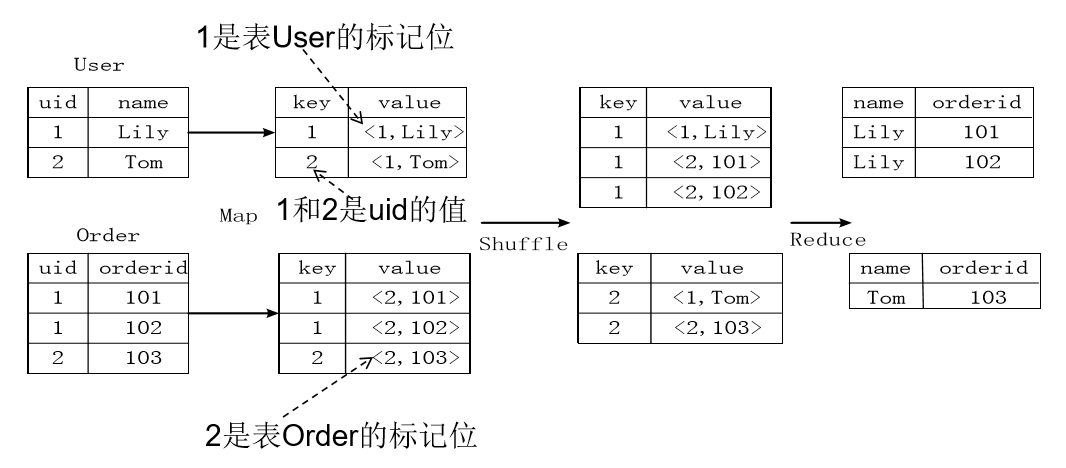 1是表User的标记位
User
uid name
1 Lily
2 Tom
key value
1 <1,Lily>
2 <1,Tom>
1和2是uid的值
Map
Order
uid orderid
1 101
1 102
2 103
key value
1 <2,101>
1 <2,102>
2 <2,103>
2是表Order的标记位
Shuffle
key value
1 <1,Lily>
1 <2,101>
1 <2,102>
key value
2 <1,Tom>
2 <2,103>
Reduce
name orderid
Lily 101
Lily 102
name orderid
Tom 103